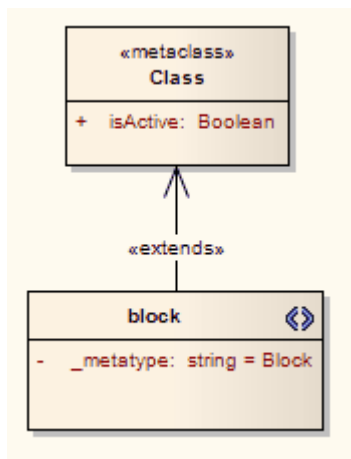 «metaclass»
Class
+ isActive: Boolean
«extends»
block
- _metatype: string = Block